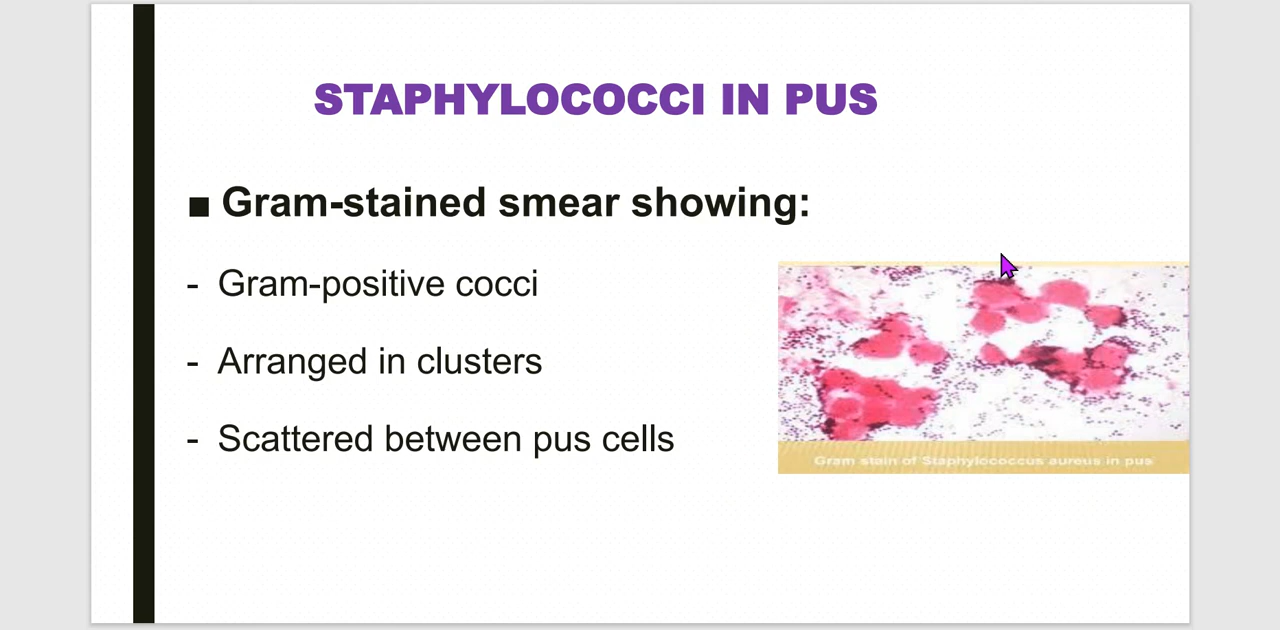 STAPHYLOCOCCI IN PUS
■ Gram-stained smear showing:
- Gram-positive cocci
- Arranged in clusters
- Scattered between pus cells
Gram stain of Staphylococcus aureus in pus